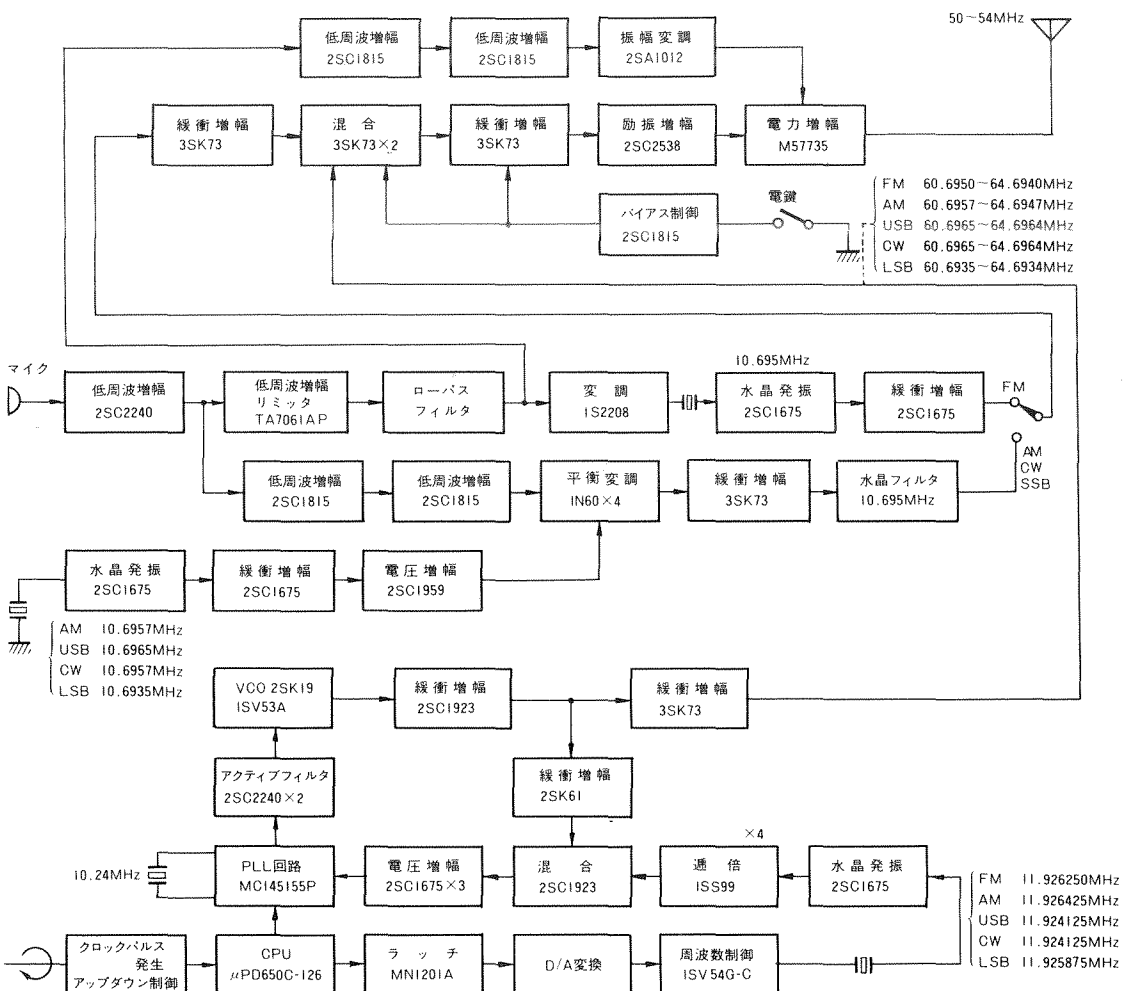 50~54MHz
低周波増幅
2SC1815
低周波増幅
2SC1815
振幅変調
2SA1012
緩衝増幅
3SK73
混合
3SK73×2
緩衝増幅
3SK73
励振増幅
2SC2538
電力増幅
M57735
バイアス制御
2SC1815
電鍵
FM 60.6950~64.6940MHz
AM 60.6957~64.6947MHz
USB 60.6965~64.6964MHz
CW 60.6965~64.6964MHz
LSB 60.6935~64.6934MHz
マイク
低周波増幅
2SC2240
低周波増幅
リミッタ
TA7061AP
ローパス
フィルタ
変調
1S2208
10.695MHz
水晶発振
2SC1675
緩衝増幅
2SC1675
FM
AM
CW
SSB
低周波増幅
2SC1815
低周波増幅
2SC1815
平衡変調
1N60×4
緩衝増幅
3SK73
水晶フィルタ
10.695MHz
水晶発振
2SC1675
緩衝増幅
2SC1675
電圧増幅
2SC1959
AM 10.6957MHz
USB 10.6965MHz
CW 10.6957MHz
LSB 10.6935MHz
VCO 2SK19
1SV53A
緩衝増幅
2SC1923
緩衝増幅
3SK73
アクティブフィルタ
2SC2240×2
緩衝増幅
2SK61
10.24MHz
PLL回路
MC145155P
電圧増幅
2SC1675×3
混合
2SC1923
×4
逓倍
1SS99
水晶発振
2SC1675
FM 11.926250MHz
AM 11.926425MHz
USB 11.924125MHz
CW 11.924125MHz
LSB 11.925875MHz
クロックパルス
発生
アップダウン制御
CPU
μPD650C-126
ラッチ
MN1201A
D/A変換
周波数制御
1SV54G-C